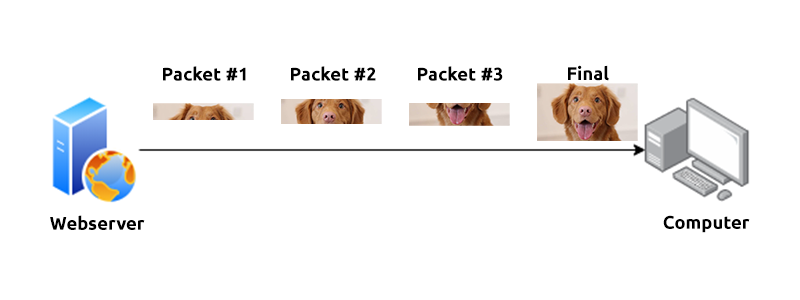 Packet #1 Packet #2 Packet #3 Final
Webserver
Computer